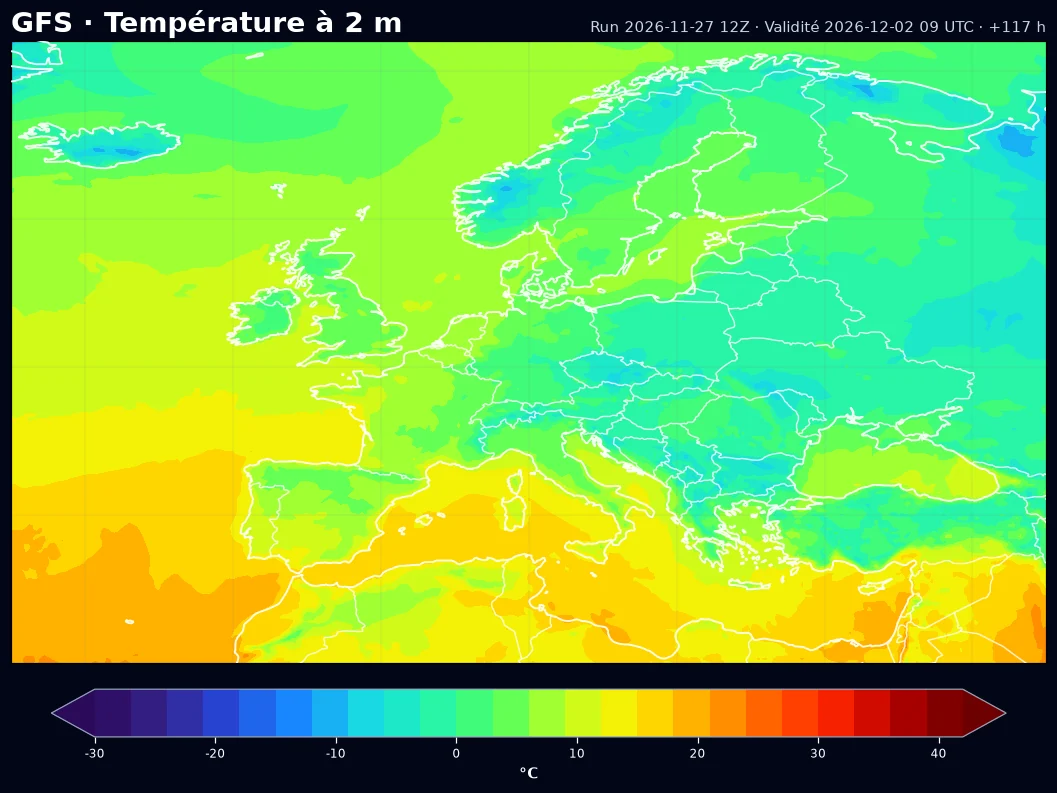 GFS · Température à 2 m
Run 2026-11-27 12Z · Validité 2026-12-02 09 UTC · +117 h
-30 -20 -10 0 10 20 30 40
°C